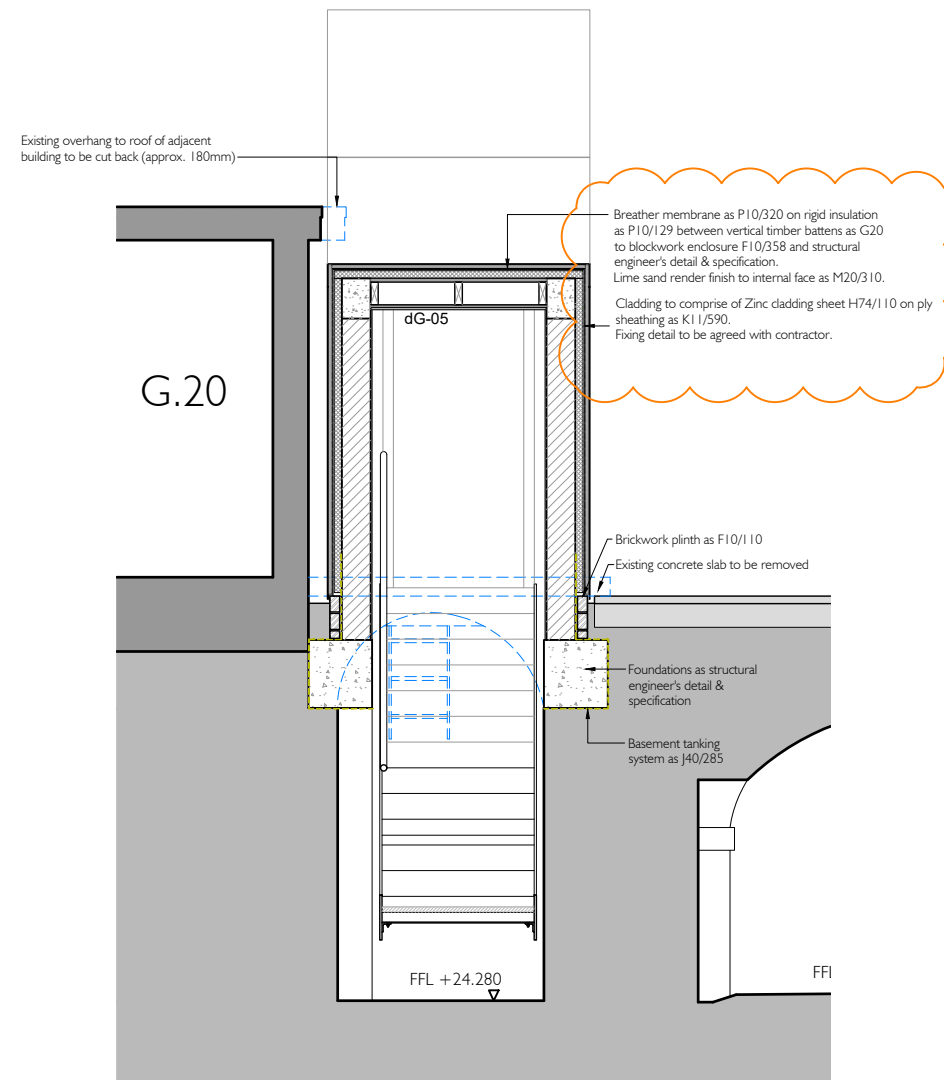 Existing overhang to roof of adjacent
building to be cut back (approx. 180mm)
Breather membrane as P10/320 on rigid insulation
as P10/129 between vertical timber battens as G20
to blockwork enclosure F10/358 and structural
engineer's detail & specification.
Lime sand render finish to internal face as M20/310.
Cladding to comprise of Zinc cladding sheet H74/110 on ply
sheathing as K11/590.
Fixing detail to be agreed with contractor.
dG-05
G.20
Brickwork plinth as F10/110
Existing concrete slab to be removed
Foundations as structural
engineer's detail &
specification
Basement tanking
system as J40/285
FFL +24.280